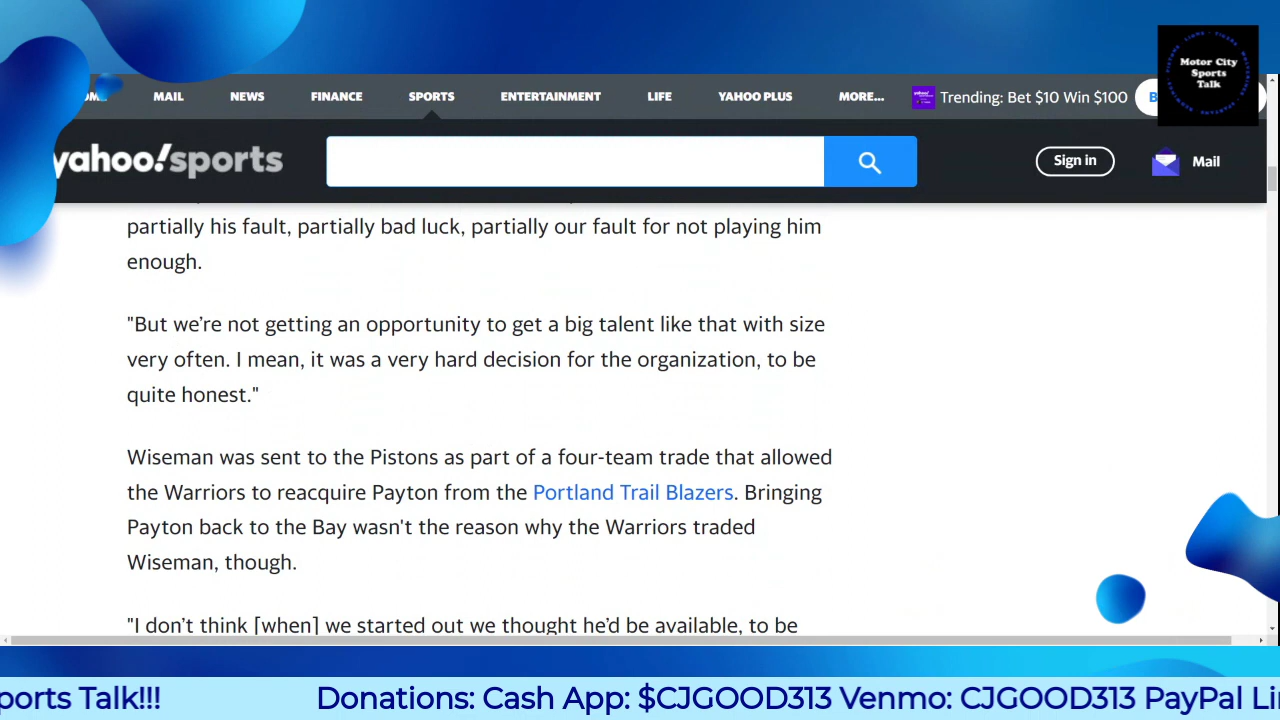 Motor City
Sports
Talk
MAIL NEWS FINANCE SPORTS ENTERTAINMENT LIFE YAHOO PLUS MORE... Trending: Bet $10 Win $100
yahoo!sports Sign in Mail
partially his fault, partially bad luck, partially our fault for not playing him
enough.
"But we’re not getting an opportunity to get a big talent like that with size
very often. I mean, it was a very hard decision for the organization, to be
quite honest."
Wiseman was sent to the Pistons as part of a four-team trade that allowed
the Warriors to reacquire Payton from the Portland Trail Blazers. Bringing
Payton back to the Bay wasn't the reason why the Warriors traded
Wiseman, though.
"I don’t think [when] we started out we thought he’d be available, to be
ports Talk!!! Donations: Cash App: $CJGOOD313 Venmo: CJGOOD313 PayPal Li